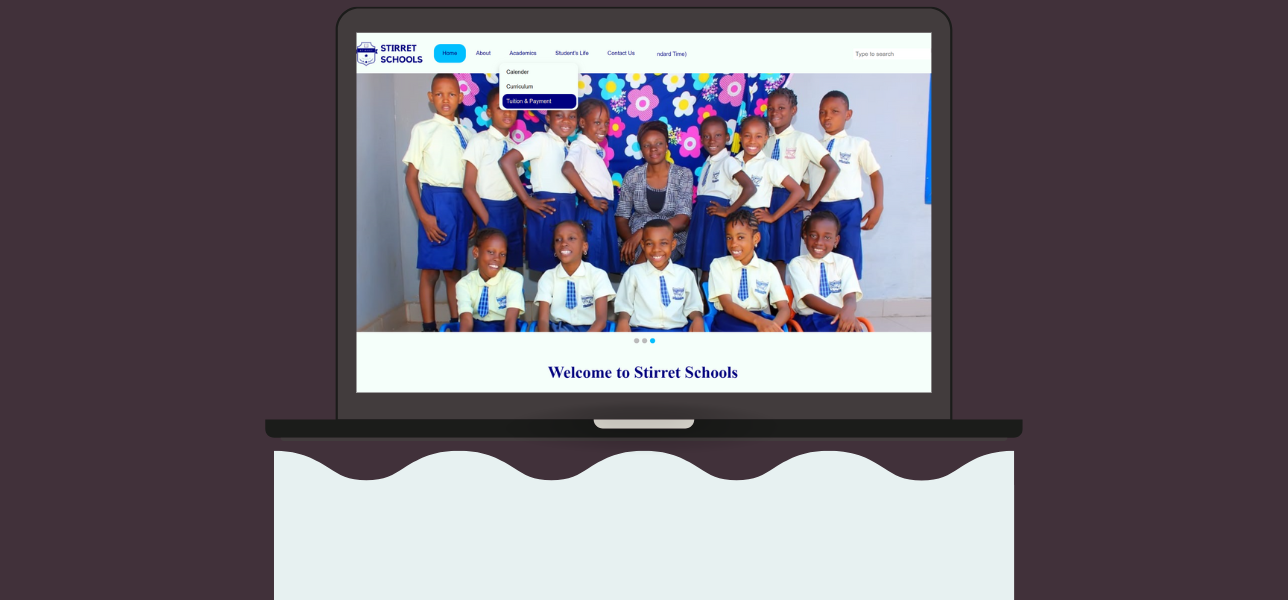 STIRRET
SCHOOLS
Home
About
Academics
Student's Life
Contact Us
ndard Time)
Type to search
Calender
Curriculum
Tuition & Payment
Welcome to Stirret Schools